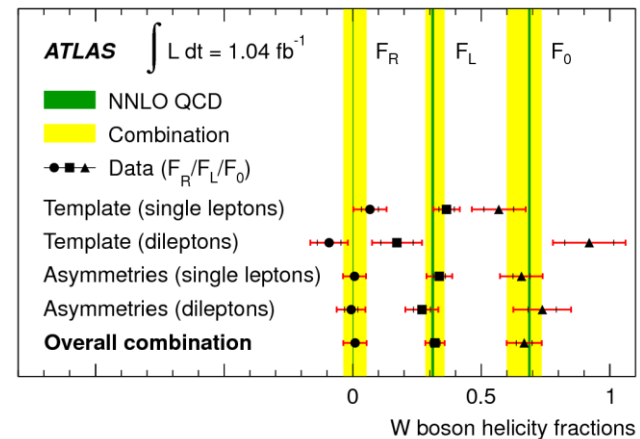 ATLAS ∫ L dt = 1.04 fb⁻¹ F_R F_L F_0
NNLO QCD
Combination
Data (F_R/F_L/F_0)
Template (single leptons)
Template (dileptons)
Asymmetries (single leptons)
Asymmetries (dileptons)
Overall combination
0 0.5 1
W boson helicity fractions